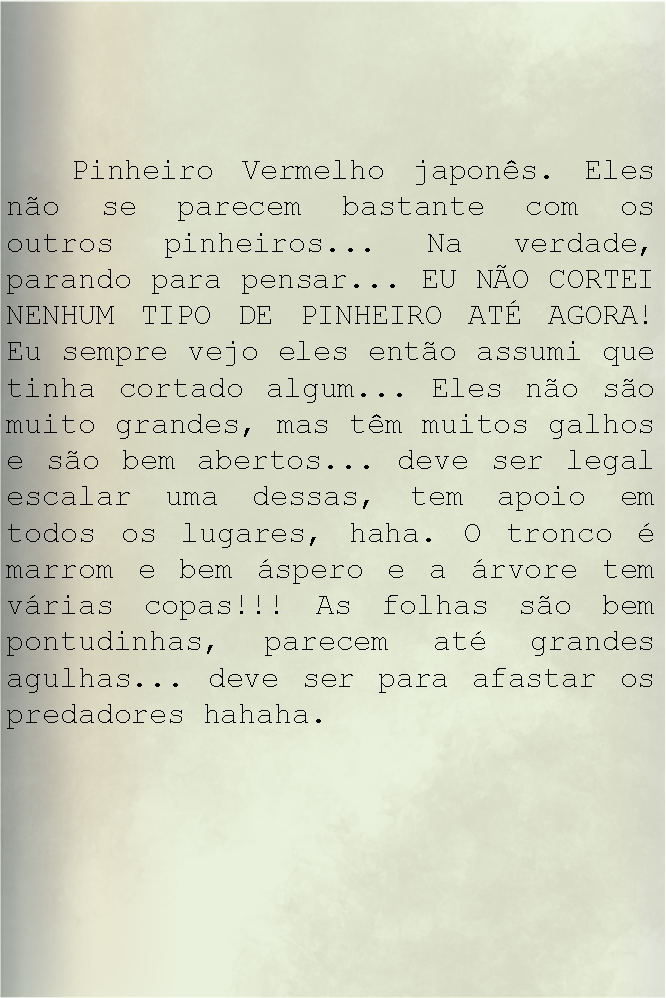 Pinheiro Vermelho japonês. Eles
não se parecem bastante com os
outros pinheiros... Na verdade,
parando para pensar... EU NÃO CORTEI
NENHUM TIPO DE PINHEIRO ATÉ AGORA!
Eu sempre vejo eles então assumi que
tinha cortado algum... Eles não são
muito grandes, mas têm muitos galhos
e são bem abertos... deve ser legal
escalar uma dessas, tem apoio em
todos os lugares, haha. O tronco é
marrom e bem áspero e a árvore tem
várias copas!!! As folhas são bem
pontudinhas, parecem até grandes
agulhas... deve ser para afastar os
predadores hahaha.